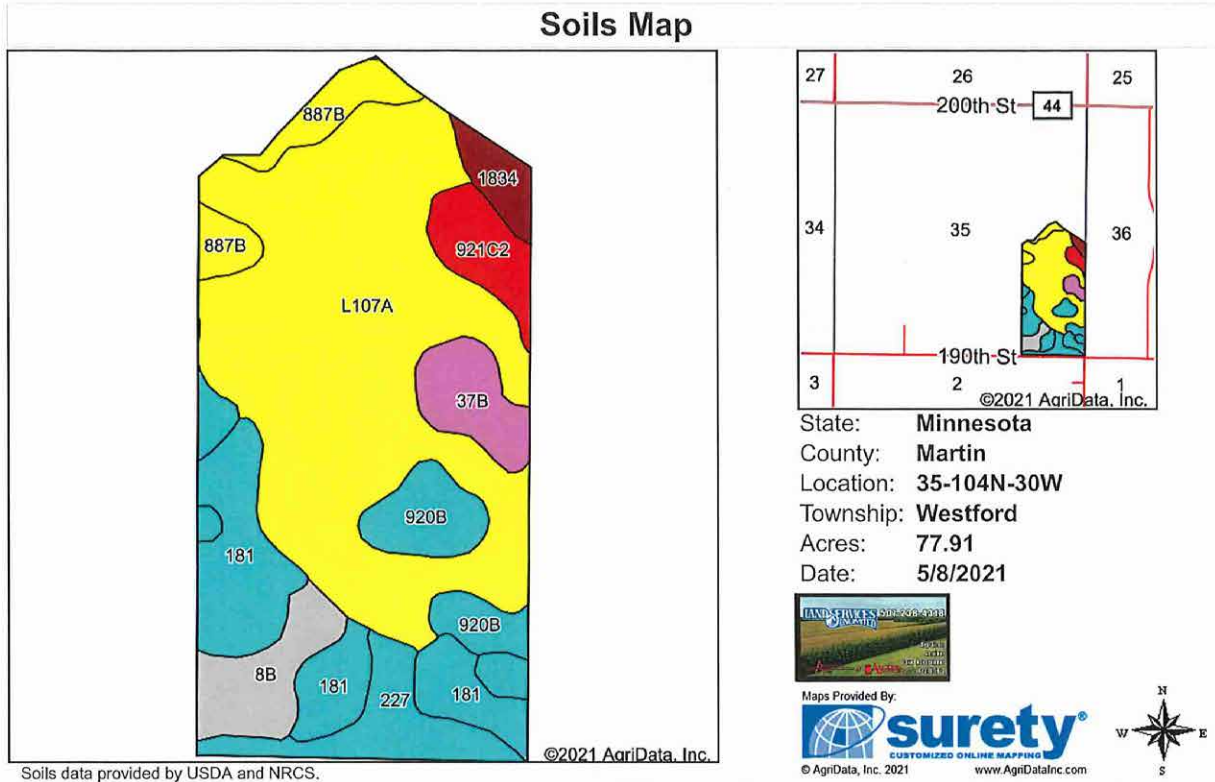 Soils Map
887B
1834
887B
921C2
L107A
37B
920B
181
920B
8B
181
227
181
©2021 AgriData, Inc.
Soils data provided by USDA and NRCS.
27
26
25
200th St
44
34
35
36
190th St
3
2
1
©2021 AgriData, Inc.
State: Minnesota
County: Martin
Location: 35-104N-30W
Township: Westford
Acres: 77.91
Date: 5/8/2021
LAND SERVICES
UNLIMITED
Maps Provided By:
surety®
CUSTOMIZED ONLINE MAPPING
© AgriData, Inc. 2021
www.AgriDataInc.com
N
W
E
S